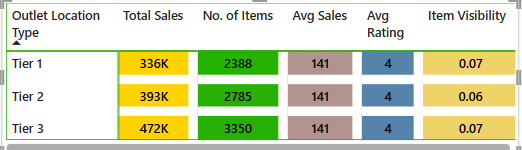 Outlet Location Type Total Sales No. of Items Avg Sales Avg Rating Item Visibility
Tier 1 336K 2388 141 4 0.07
Tier 2 393K 2785 141 4 0.06
Tier 3 472K 3350 141 4 0.07